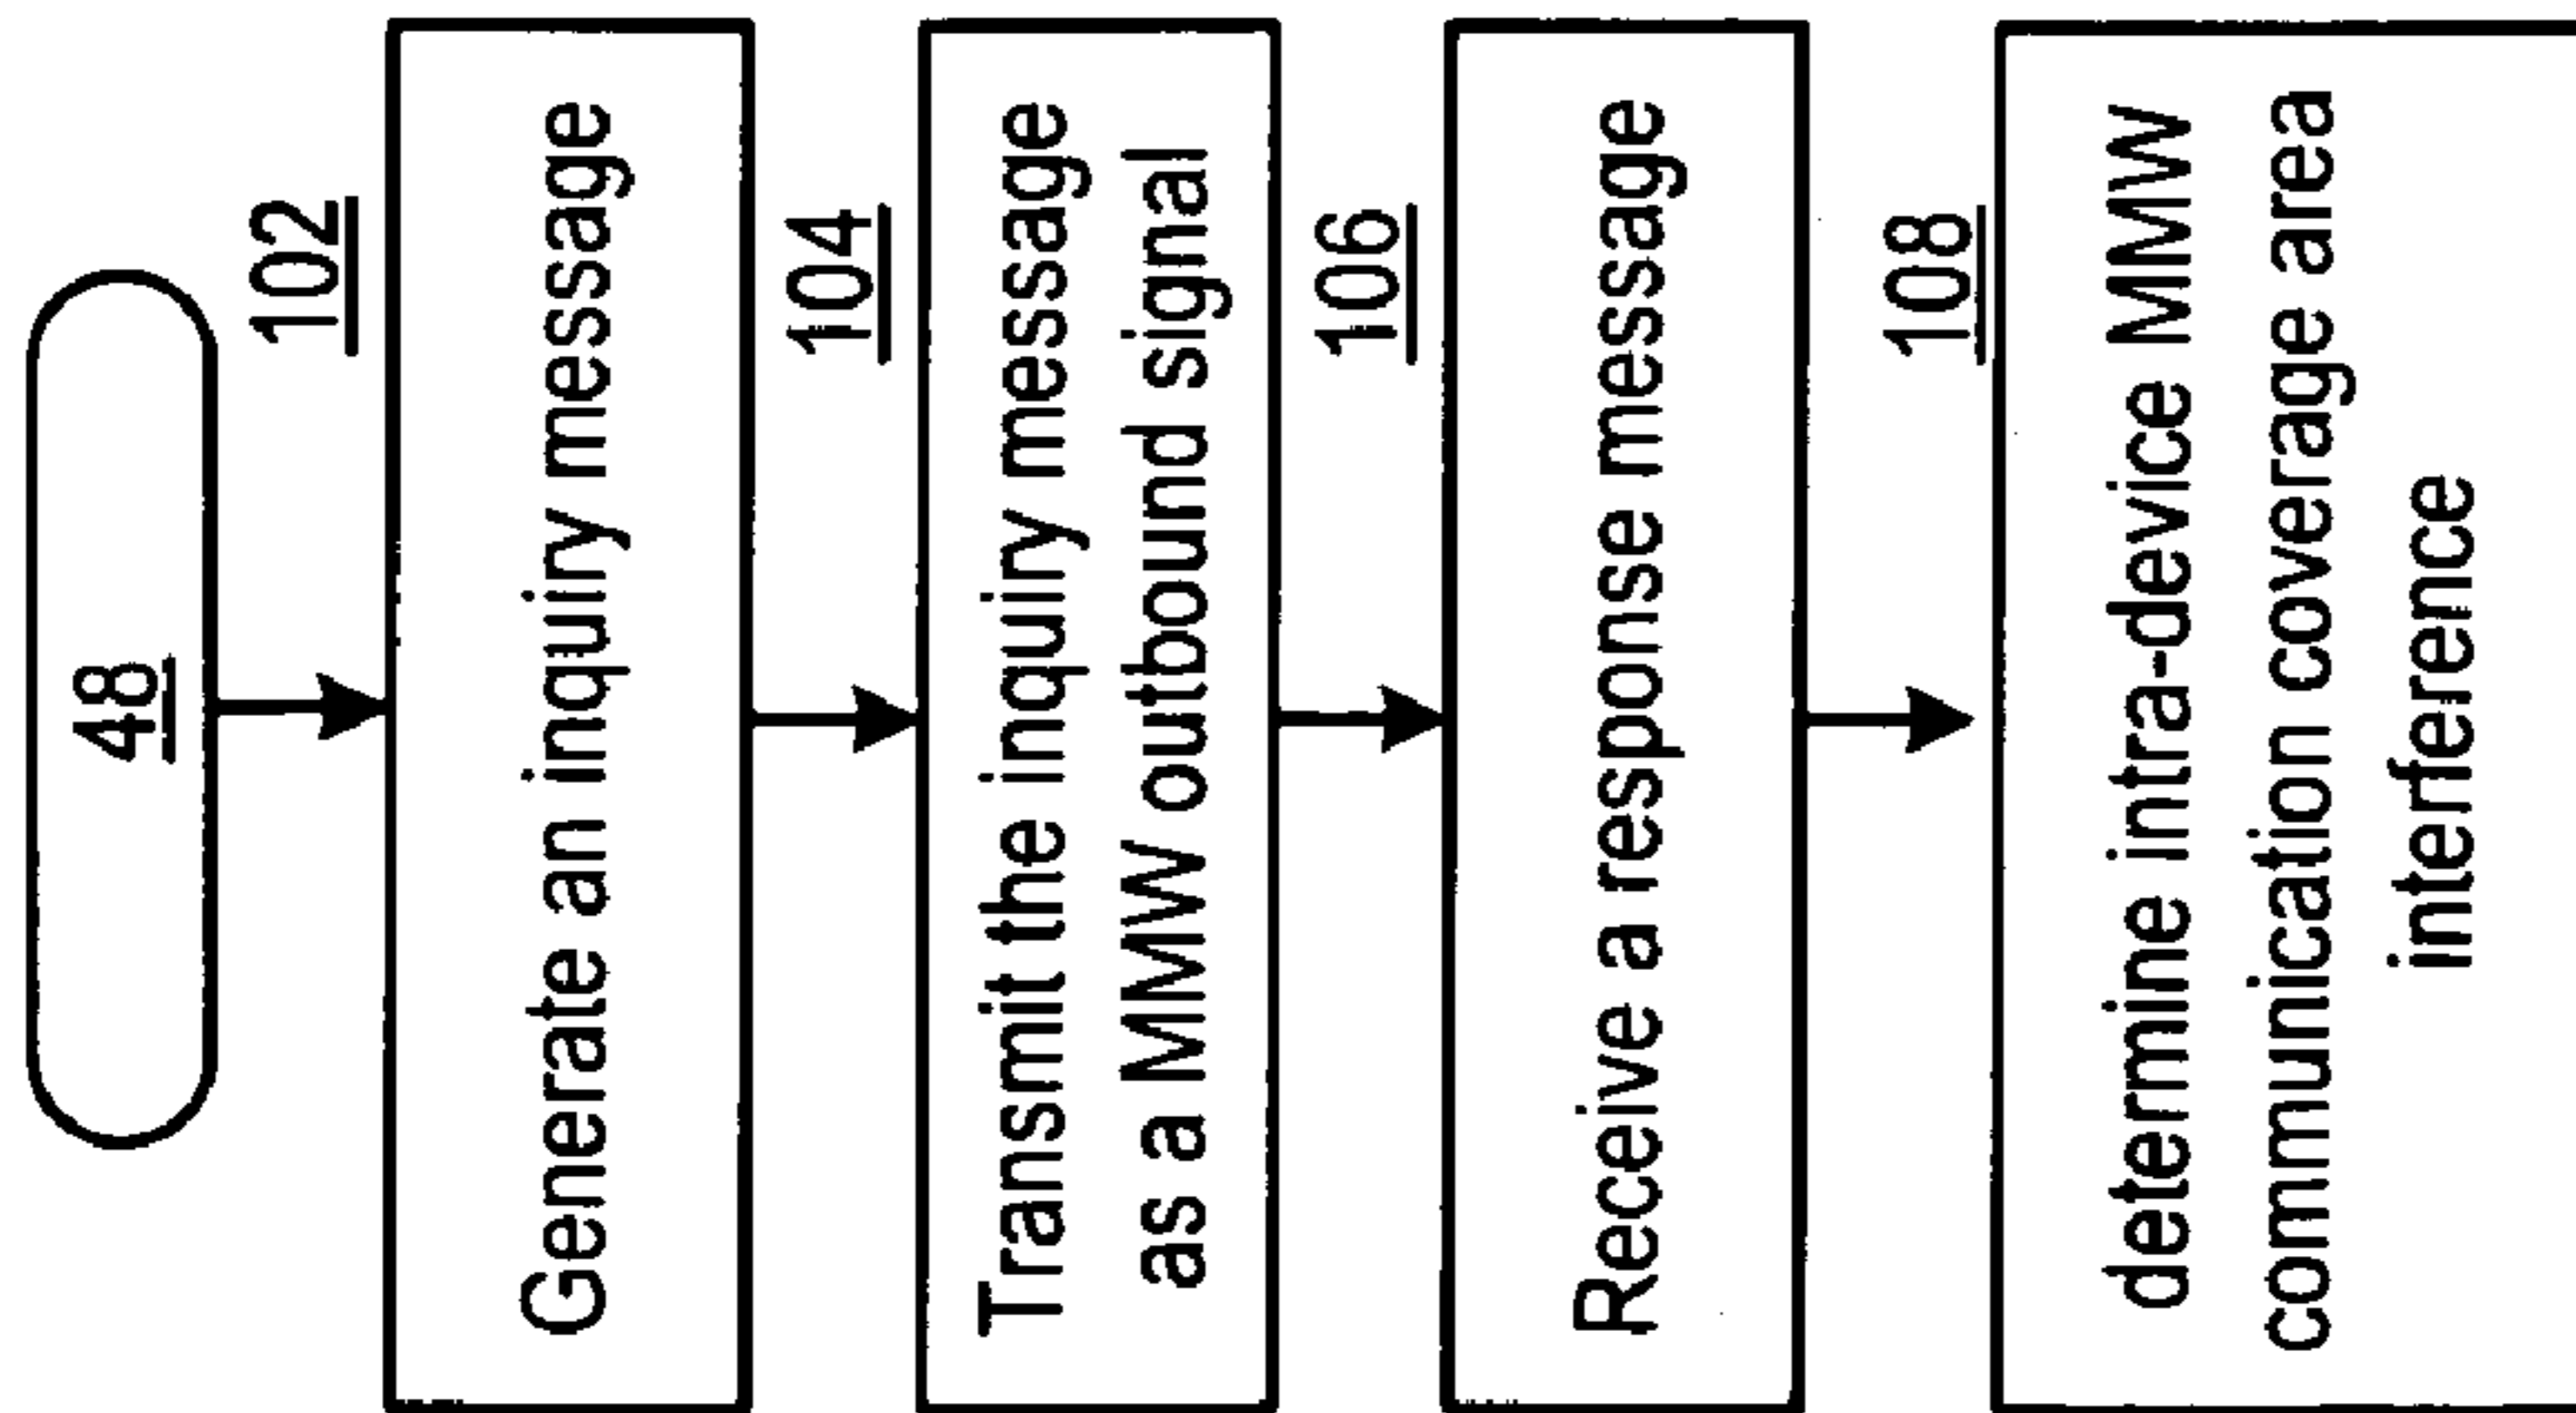 48
102
Generate an inquiry message
104
Transmit the inquiry message
as a MMW outbound signal
106
Receive a response message
108
determine intra-device MMW
communication coverage area
interference